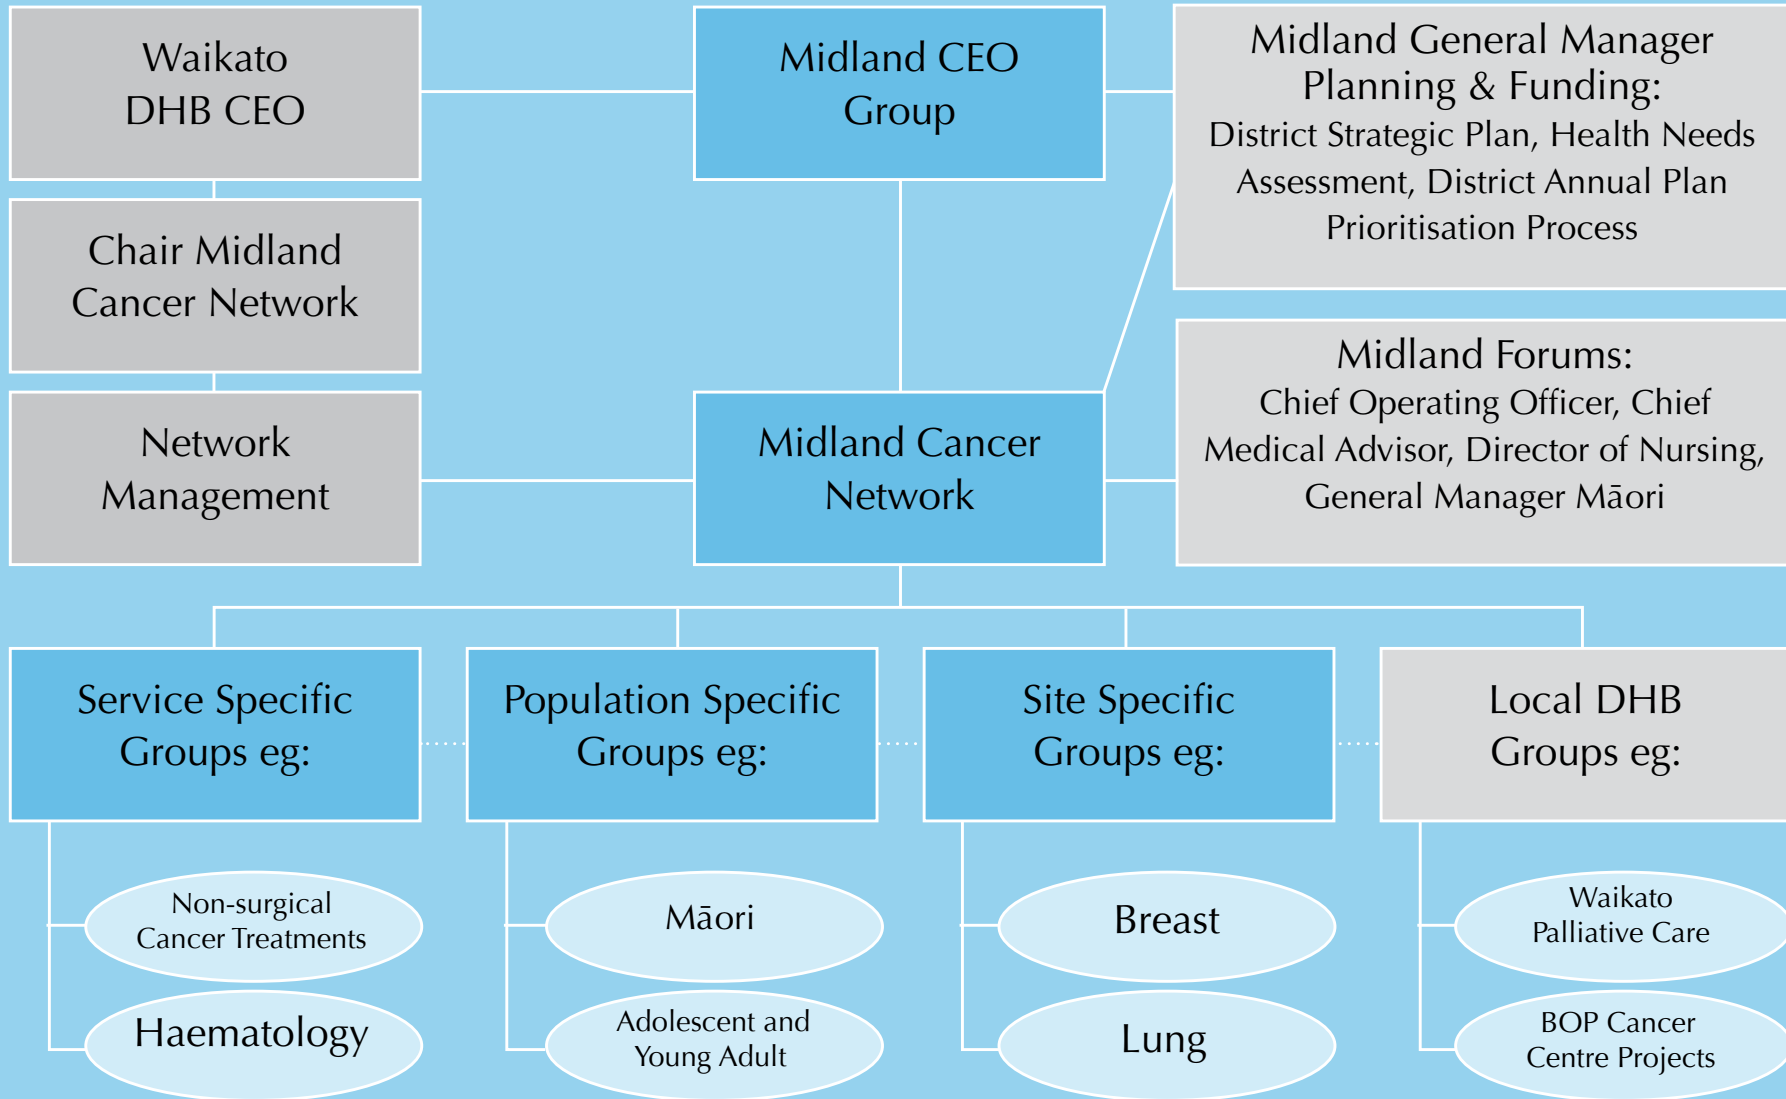 Waikato
DHB CEO
Midland CEO
Group
Midland General Manager
Planning & Funding:
District Strategic Plan, Health Needs
Assessment, District Annual Plan
Prioritisation Process
Chair Midland
Cancer Network
Midland Forums:
Chief Operating Officer, Chief
Medical Advisor, Director of Nursing,
General Manager Māori
Network
Management
Midland Cancer
Network
Service Specific
Groups eg:
Population Specific
Groups eg:
Site Specific
Groups eg:
Local DHB
Groups eg:
Non-surgical
Cancer Treatments
Māori
Breast
Waikato
Palliative Care
Haematology
Adolescent and
Young Adult
Lung
BOP Cancer
Centre Projects